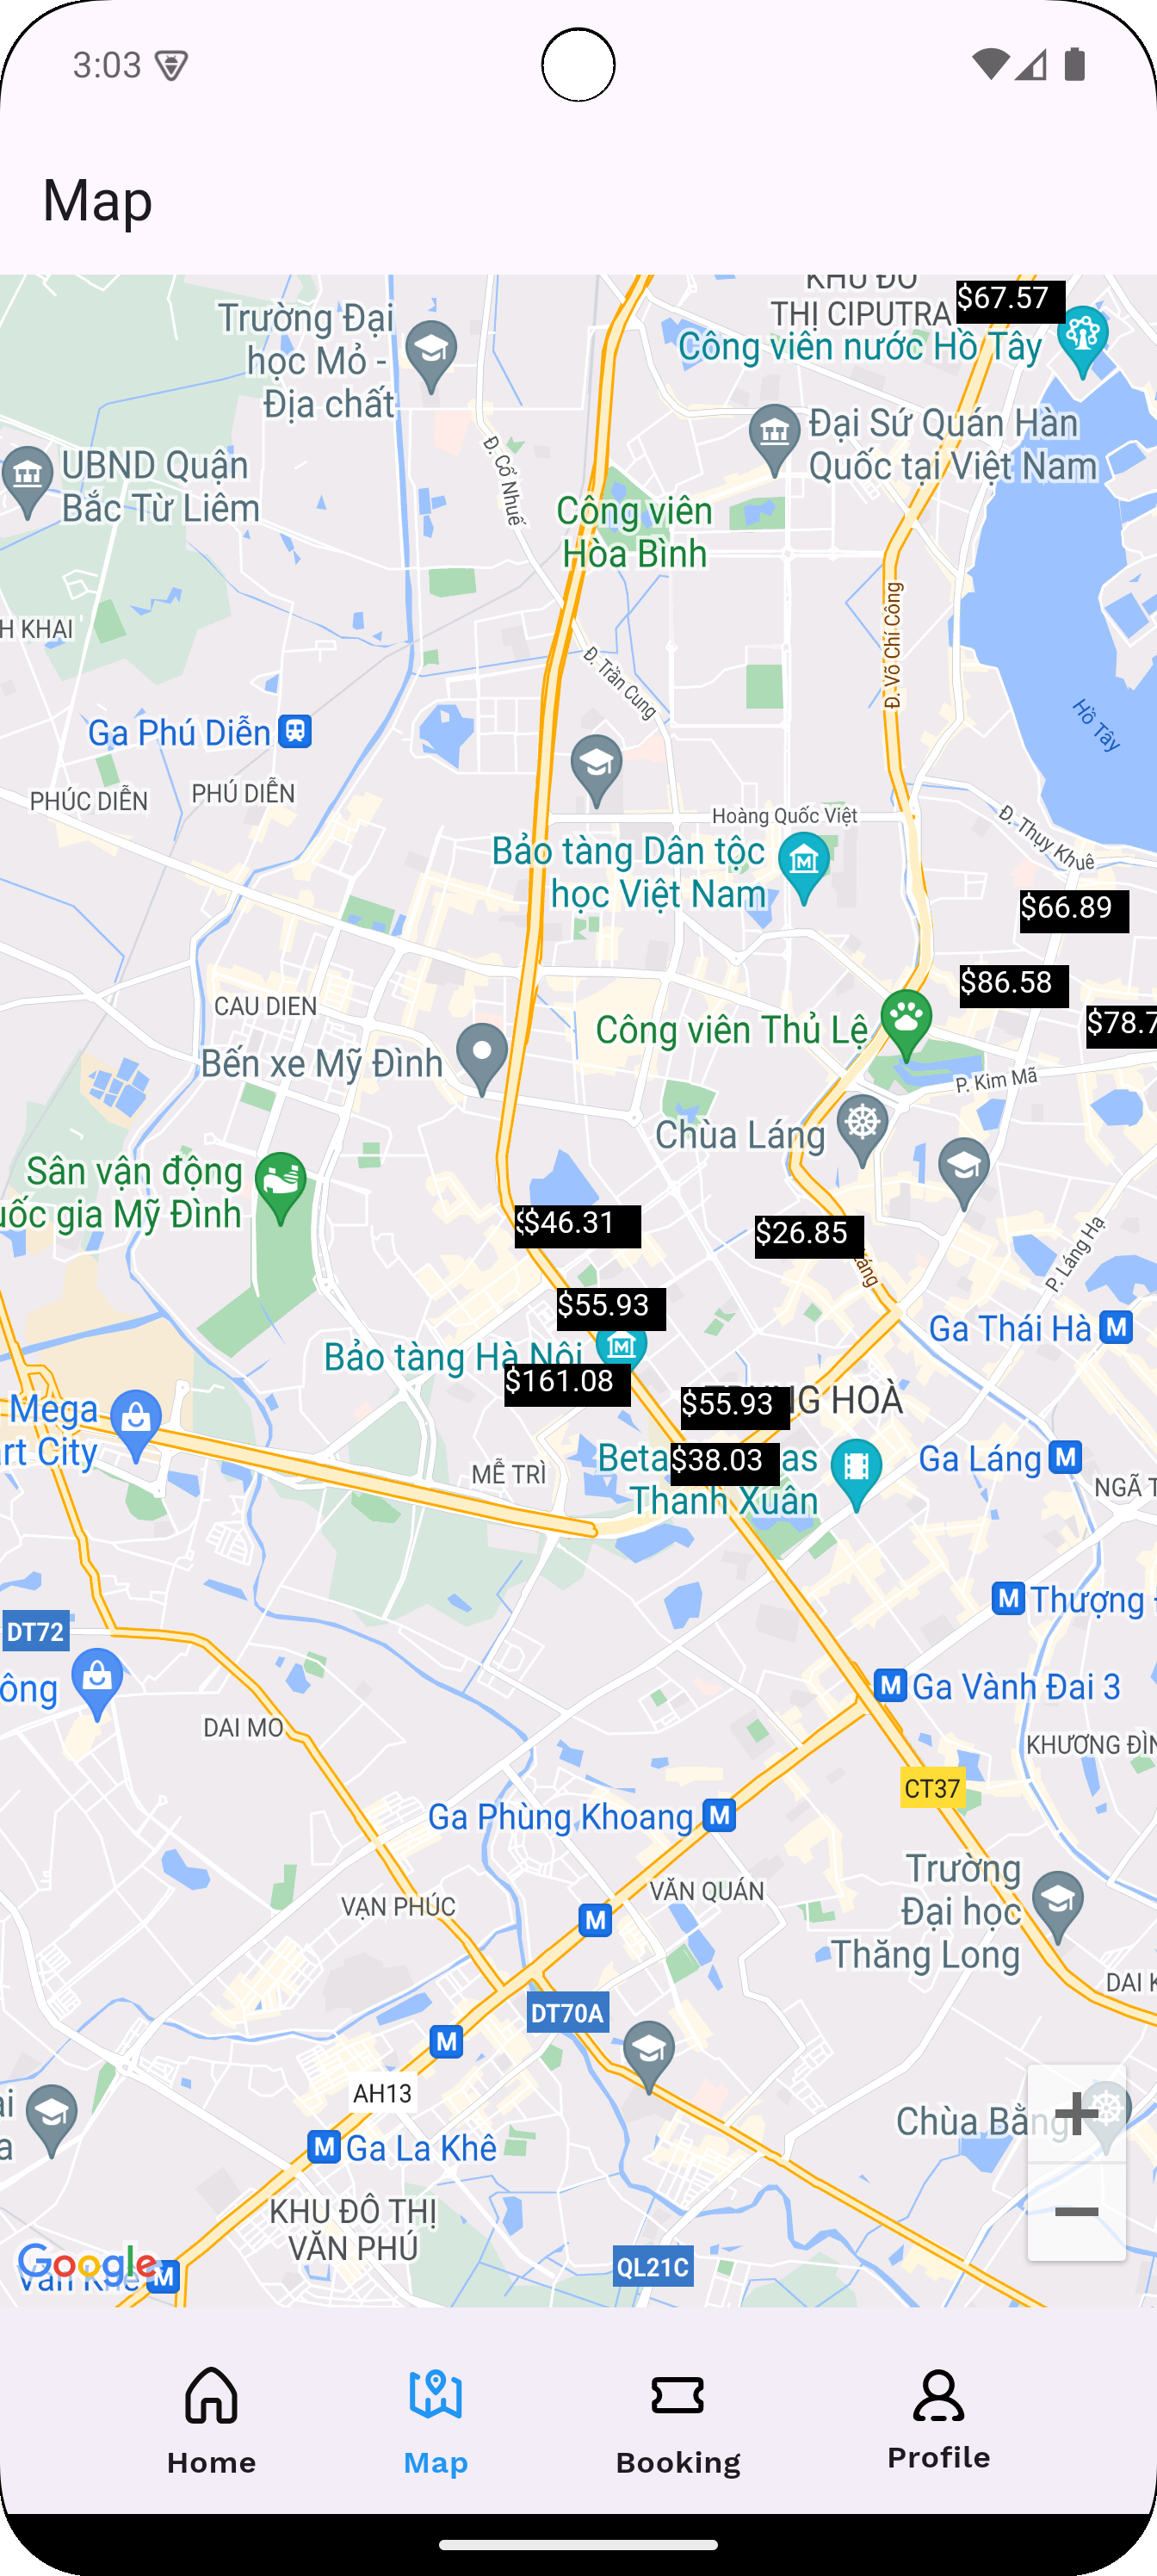 3:03
Map
KHU ĐÔ
THỊ CIPUTRA
$67.57
Trường Đại
học Mỏ -
Địa chất
Công viên nước Hồ Tây
Đại Sứ Quán Hàn
Quốc tại Việt Nam
UBND Quận
Bắc Từ Liêm
Đ. Cổ Nhuế
Công viên
Hòa Bình
H KHAI
Đ. Võ Chí Công
Đ. Trần Cung
Hồ Tây
Ga Phú Diễn
PHÚC DIỄN
PHÚ DIỄN
Hoàng Quốc Việt
Đ. Thụy Khuê
Bảo tàng Dân tộc
học Việt Nam
$66.89
$86.58
CAU DIEN
$78.7
Công viên Thủ Lệ
Bến xe Mỹ Đình
P. Kim Mã
Chùa Láng
Sân vận động
uốc gia Mỹ Đình
$46.31
$26.85
áng
P. Láng Hạ
$55.93
Ga Thái Hà
Bảo tàng Hà Nội
$161.08
$55.93
G HOÀ
Mega
rt City
Beta
$38.03
as
Thanh Xuân
Ga Láng
MỄ TRÌ
NGÃ T
Thượng
DT72
ông
Ga Vành Đai 3
DAI MO
KHƯƠNG ĐÌN
CT37
Ga Phùng Khoang
Trường
Đại học
Thăng Long
VĂN QUÁN
VẠN PHÚC
DAI K
DT70A
AH13
ai
a
Chùa Bằng
+
Ga La Khê
−
KHU ĐÔ THỊ
VĂN PHÚ
Google
Văn Khê
QL21C
Home
Map
Booking
Profile